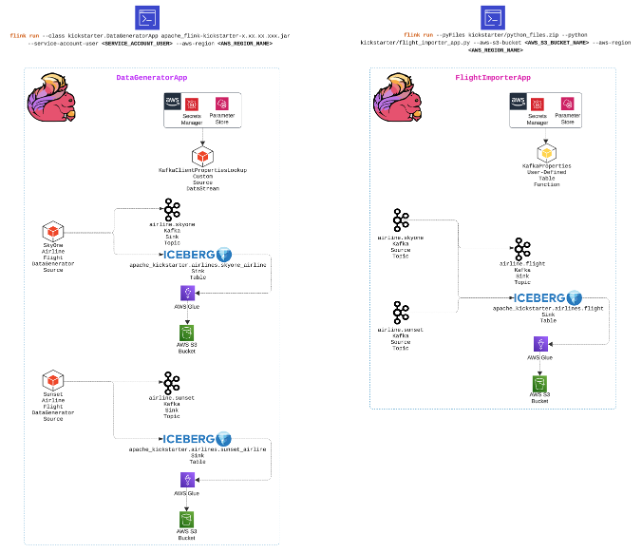 flink run --class kickstarter.DataGeneratorApp apache_flink-kickstarter-x.xx.xx.xxx.jar
--service-account-user <SERVICE_ACCOUNT_USER> --aws-region <AWS_REGION_NAME>
DataGeneratorApp
aws
Secrets
Manager
Parameter
Store
KafkaClientPropertiesLookup
Custom
Source
DataStream
SkyOne
Airline
Flight
DataGenerator
Source
airline.skyone
Kafka
Sink
Topic
ICEBERG
apache_kickstarter.airlines.skyone_airline
Sink
Table
AWS Glue
AWS S3
Bucket
Sunset
Airline
Flight
DataGenerator
Source
airline.sunset
Kafka
Sink
Topic
ICEBERG
apache_kickstarter.airlines.sunset_airline
Sink
Table
AWS Glue
AWS S3
Bucket
flink run --pyFiles kickstarter/python_files.zip --python
kickstarter/flight_importer_app.py --aws-s3-bucket <AWS_S3_BUCKET_NAME> --aws-region
<AWS_REGION_NAME>
FlightImporterApp
aws
Secrets
Manager
Parameter
Store
KafkaProperties
User-Defined
Table
Function
airline.skyone
Kafka
Source
Topic
airline.sunset
Kafka
Source
Topic
airline.flight
Kafka
Sink
Topic
ICEBERG
apache_kickstarter.airlines.flight
Sink
Table
AWS Glue
AWS S3
Bucket